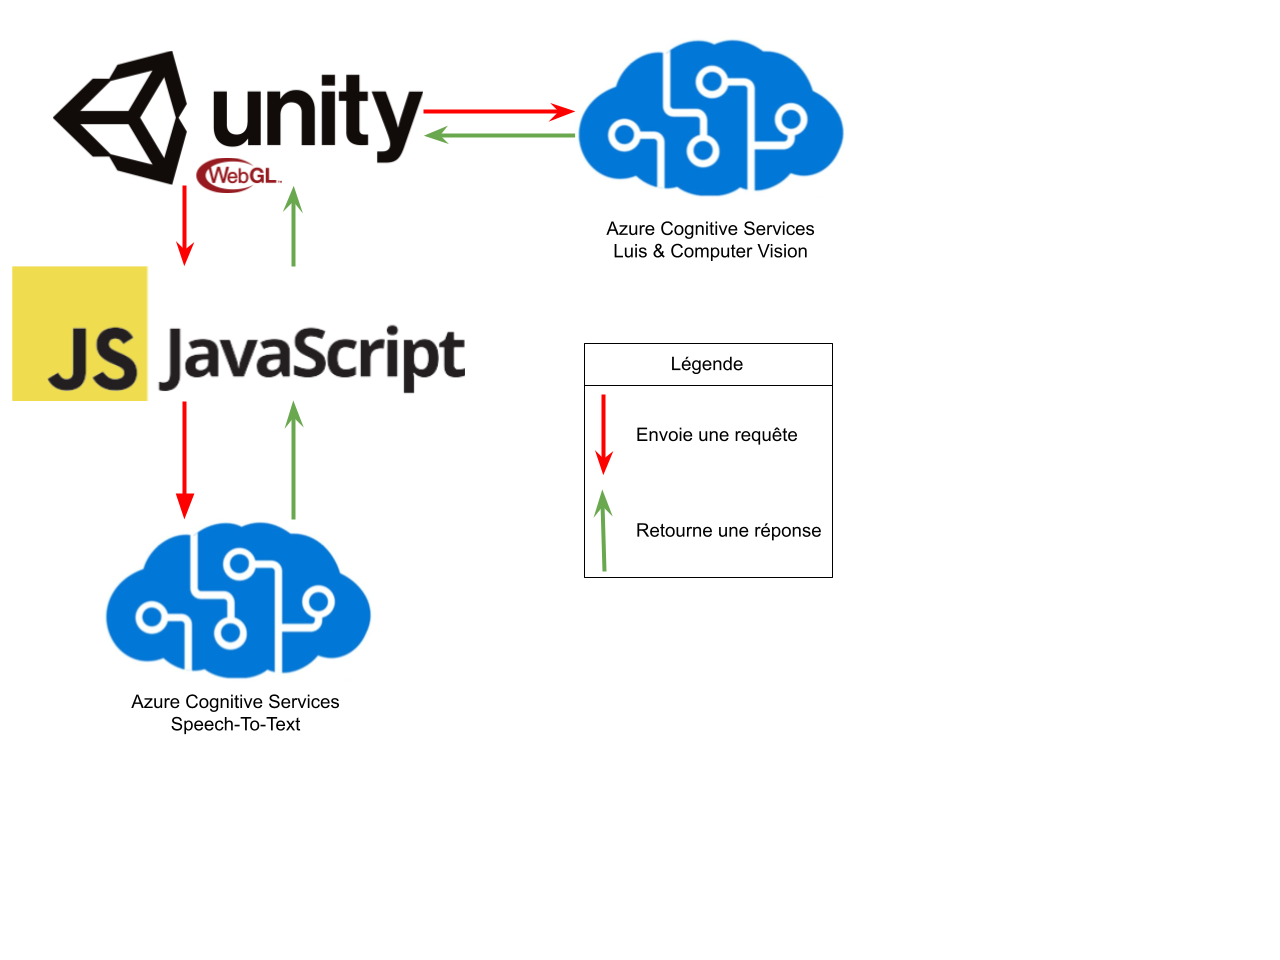 unity
WebGL™
Azure Cognitive Services
Luis & Computer Vision
JS JavaScript
Légende
Envoie une requête
Retourne une réponse
Azure Cognitive Services
Speech-To-Text